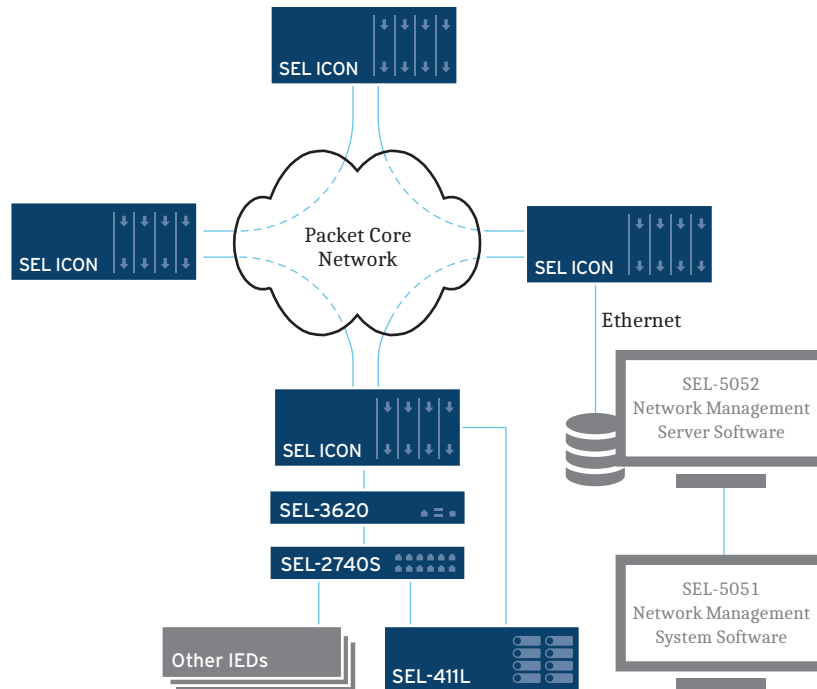 SEL ICON
Packet Core
Network
SEL ICON
SEL ICON
Ethernet
SEL-5052
Network Management
Server Software
SEL ICON
SEL-3620
SEL-2740S
SEL-5051
Network Management
System Software
Other IEDs
SEL-411L